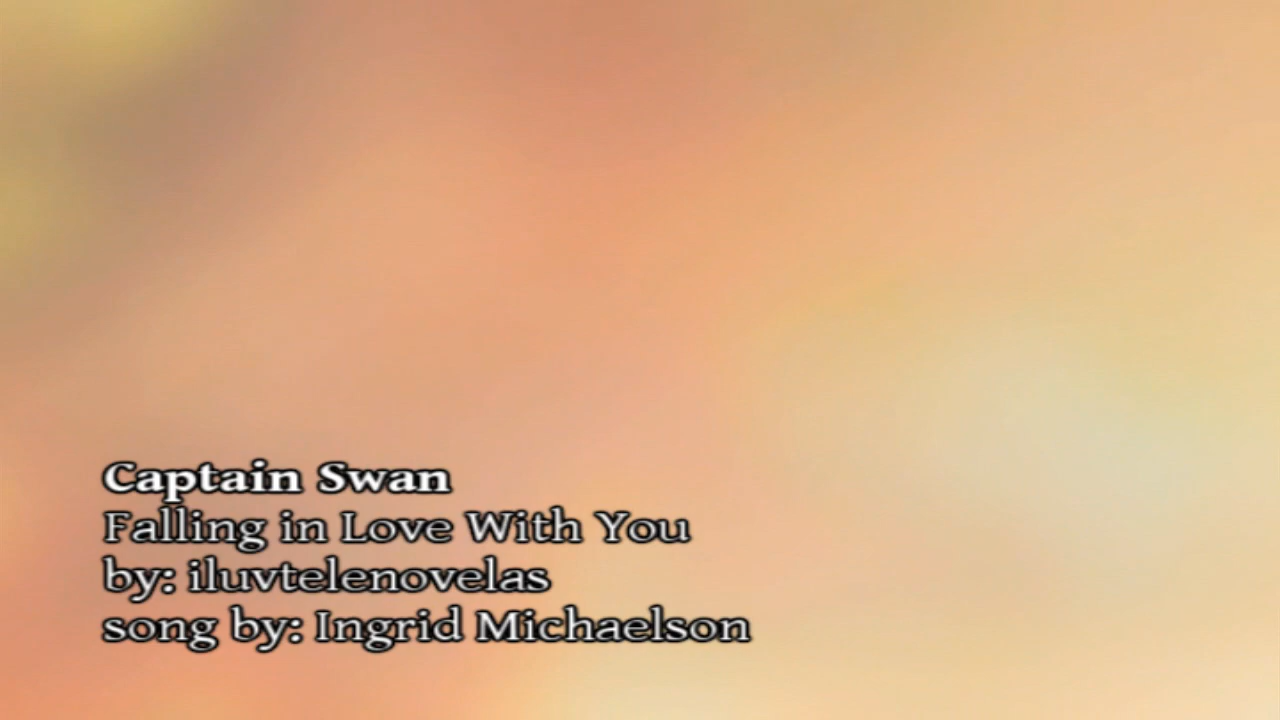 Captain Swan
Falling in Love With You
by: iluvtelenovelas
song by: Ingrid Michaelson